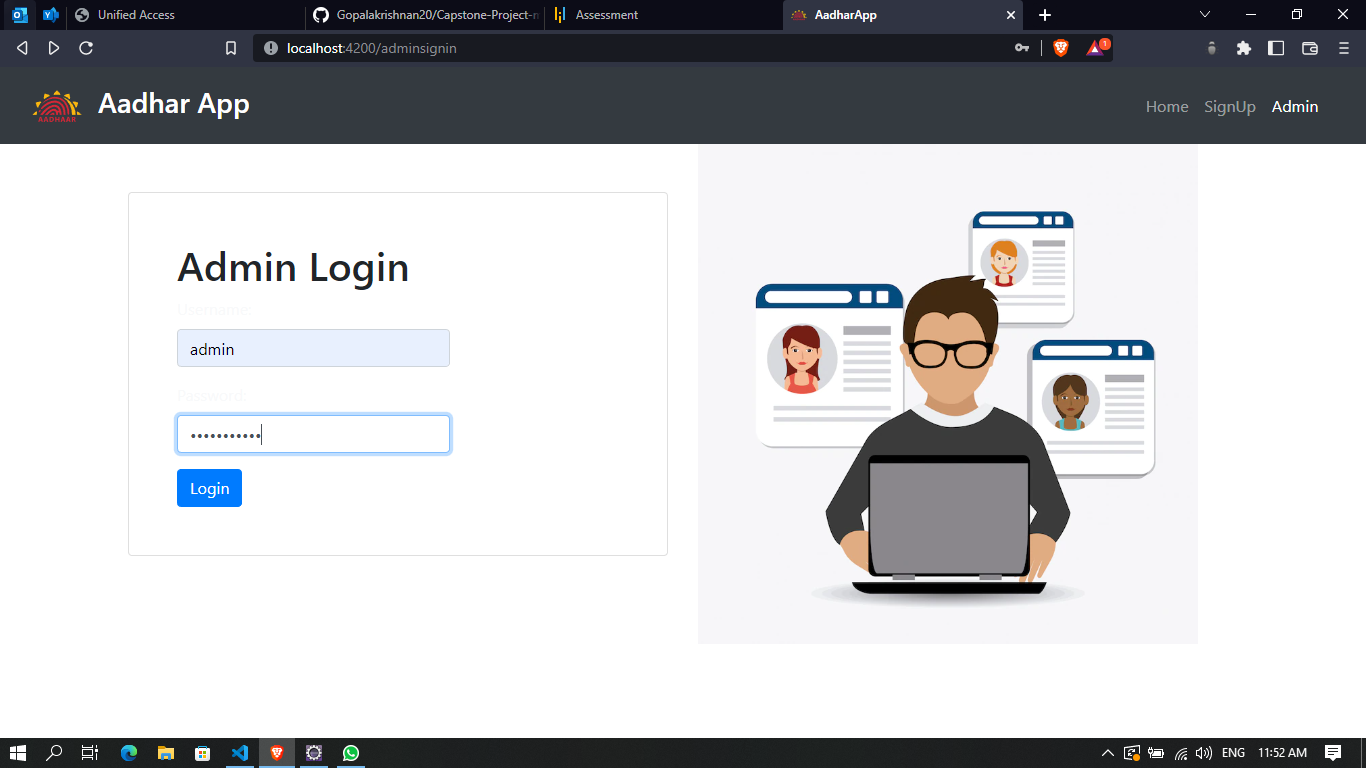 Unified Access
Gopalakrishnan20/Capstone-Project-n
Assessment
AadharApp
localhost:4200/adminsignin
1
AADHAAR
Aadhar App
Home
SignUp
Admin
Admin Login
Username:
admin
Password:
•••••••••••
Login
ENG
11:52 AM